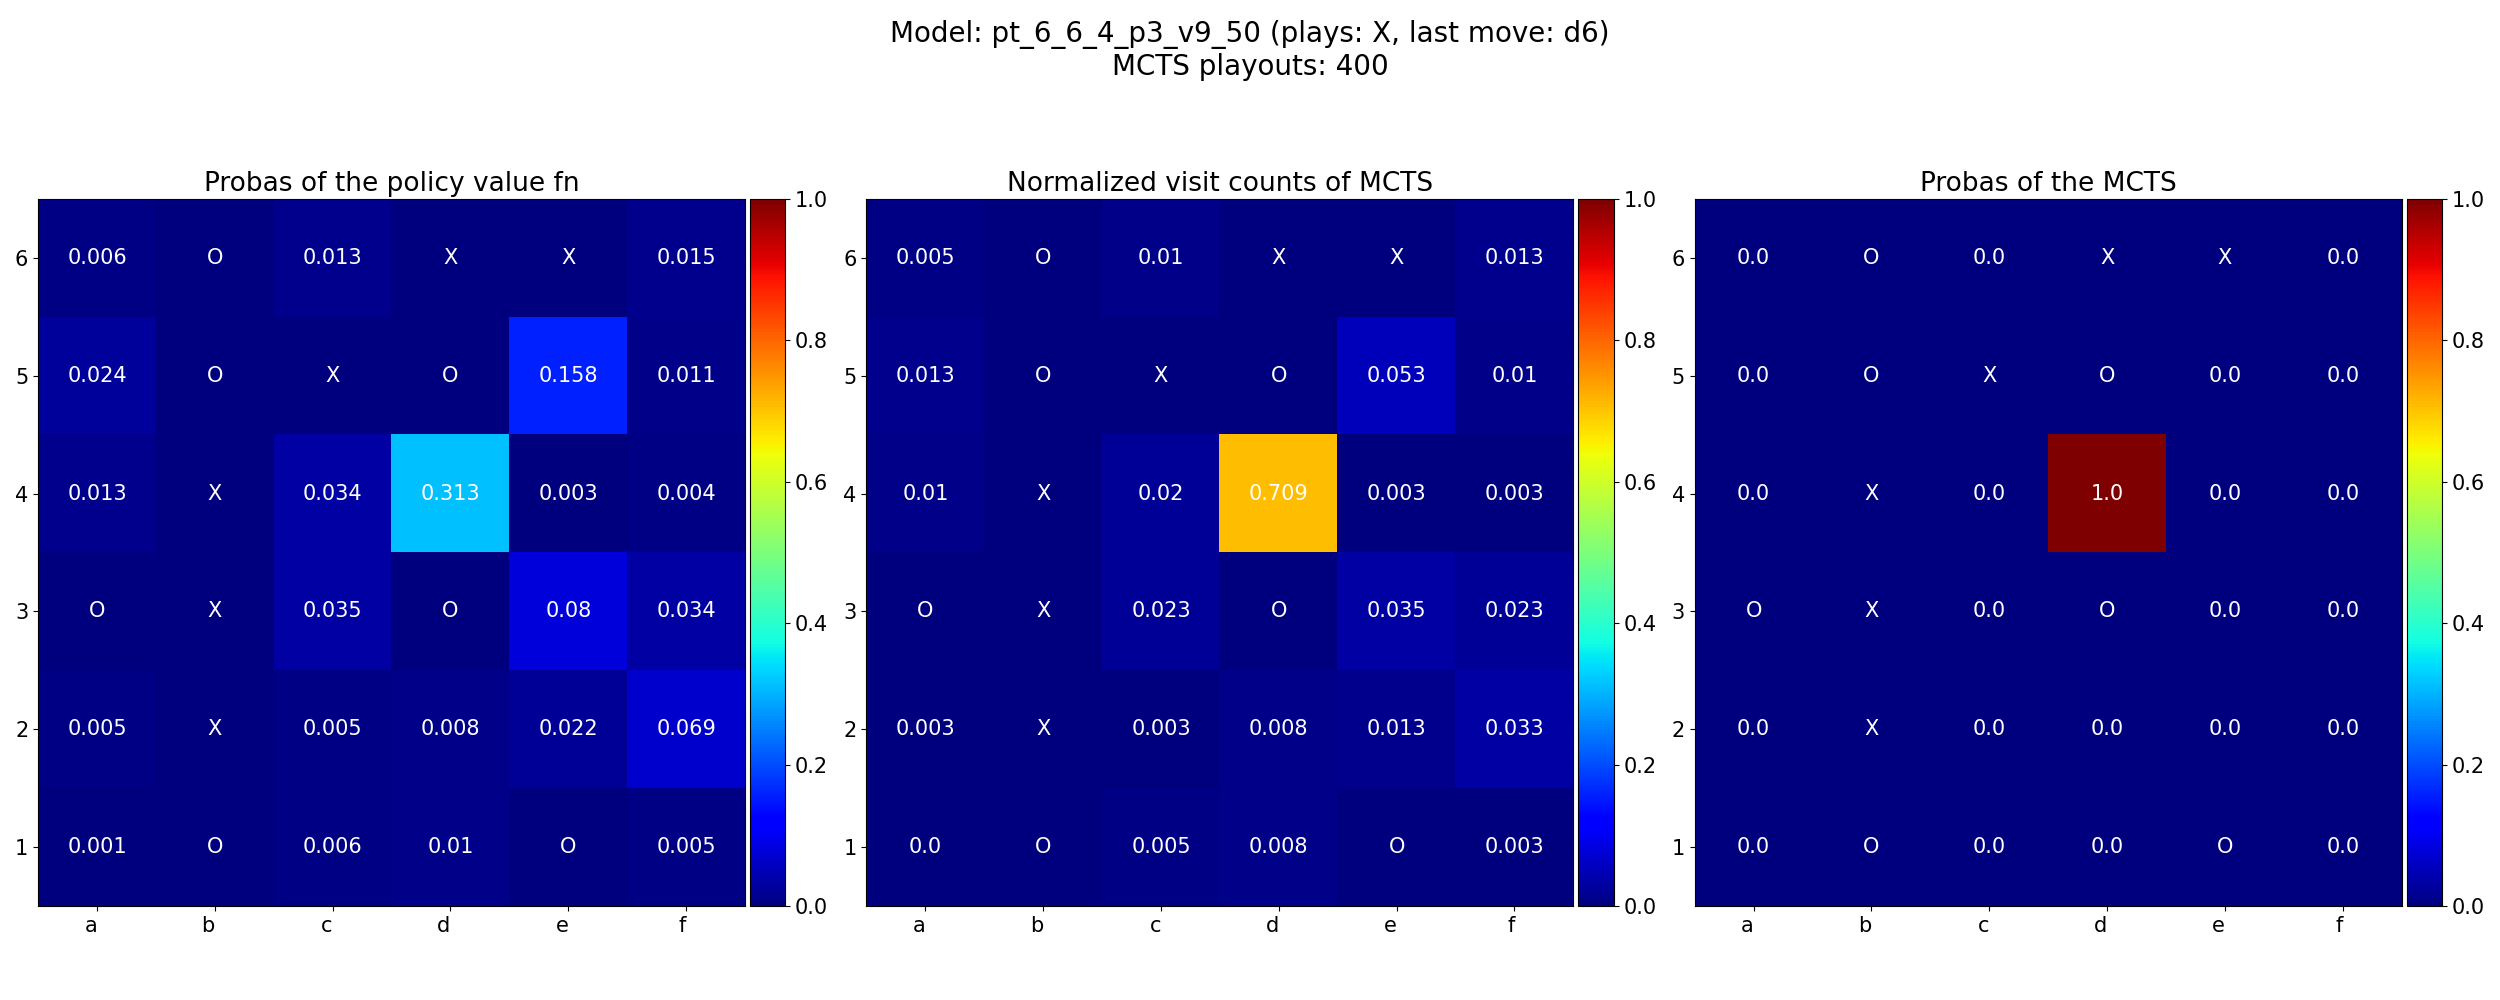 Model: pt_6_6_4_p3_v9_50 (plays: X, last move: d6)
MCTS playouts: 400
Probas of the policy value fn
6 0.006 O 0.013 X X 0.015
5 0.024 O X O 0.158 0.011
4 0.013 X 0.034 0.313 0.003 0.004
3 O X 0.035 O 0.08 0.034
2 0.005 X 0.005 0.008 0.022 0.069
1 0.001 O 0.006 0.01 O 0.005
a b c d e f
1.0
0.8
0.6
0.4
0.2
0.0
Normalized visit counts of MCTS
6 0.005 O 0.01 X X 0.013
5 0.013 O X O 0.053 0.01
4 0.01 X 0.02 0.709 0.003 0.003
3 O X 0.023 O 0.035 0.023
2 0.003 X 0.003 0.008 0.013 0.033
1 0.0 O 0.005 0.008 O 0.003
a b c d e f
1.0
0.8
0.6
0.4
0.2
0.0
Probas of the MCTS
6 0.0 O 0.0 X X 0.0
5 0.0 O X O 0.0 0.0
4 0.0 X 0.0 1.0 0.0 0.0
3 O X 0.0 O 0.0 0.0
2 0.0 X 0.0 0.0 0.0 0.0
1 0.0 O 0.0 0.0 O 0.0
a b c d e f
1.0
0.8
0.6
0.4
0.2
0.0